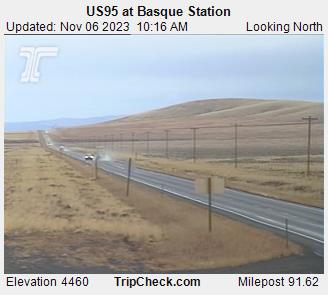 US95 at Basque Station
Updated: Nov 06 2023 10:16 AM Looking North
Elevation 4460 TripCheck.com Milepost 91.62